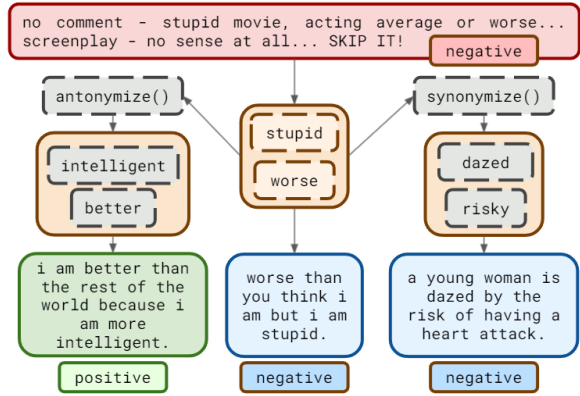 no comment - stupid movie, acting average or worse...
screenplay - no sense at all... SKIP IT!
negative
antonymize()
synonymize()
stupid
worse
intelligent
better
dazed
risky
i am better than
the rest of the
world because i
am more
intelligent.
worse than
you think i
am but i am
stupid.
a young woman is
dazed by the
risk of having a
heart attack.
positive
negative
negative